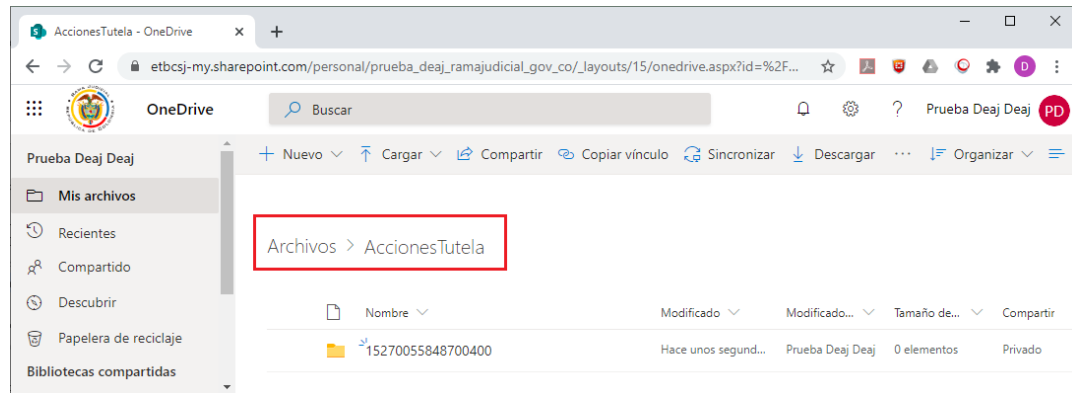 AccionesTutela - OneDrive
etbcsj-my.sharepoint.com/personal/prueba_deaj_ramajudicial_gov_co/_layouts/15/onedrive.aspx?id=%2F...
D
OneDrive
Buscar
Prueba Deaj Deaj
PD
Prueba Deaj Deaj
Nuevo Cargar Compartir Copiar vínculo Sincronizar Descargar ... Organizar
Mis archivos
Recientes
Archivos > AccionesTutela
Compartido
Descubrir
Nombre Modificado Modificado... Tamaño de... Compartir
Papelera de reciclaje
15270055848700400 Hace unos segund... Prueba Deaj Deaj 0 elementos Privado
Bibliotecas compartidas